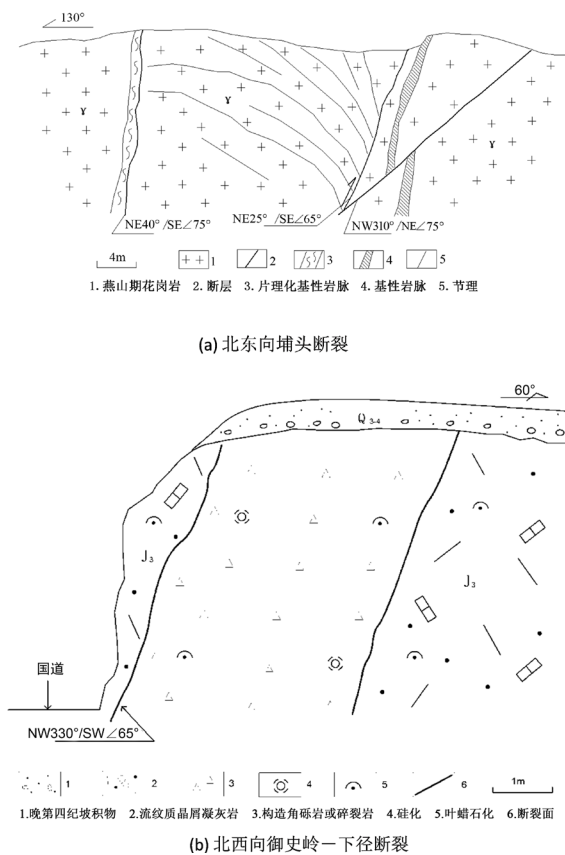 130°
γ
γ
γ
NE40°/SE∠75°
NE25°/SE∠65°
NW310°/NE∠75°
4m
1 2 3 4 5
1. 燕山期花岗岩 2. 断层 3. 片理化基性岩脉 4. 基性岩脉 5. 节理
(a) 北东向埔头断裂
60°
Q3-4
J3
J3
国道
NW330°/SW∠65°
1 2 3 4 5 6 1m
1.晚第四纪坡积物 2.流纹质晶屑凝灰岩 3.构造角砾岩或碎裂岩 4.硅化 5.叶蜡石化 6.断裂面
(b) 北西向御史岭－下径断裂